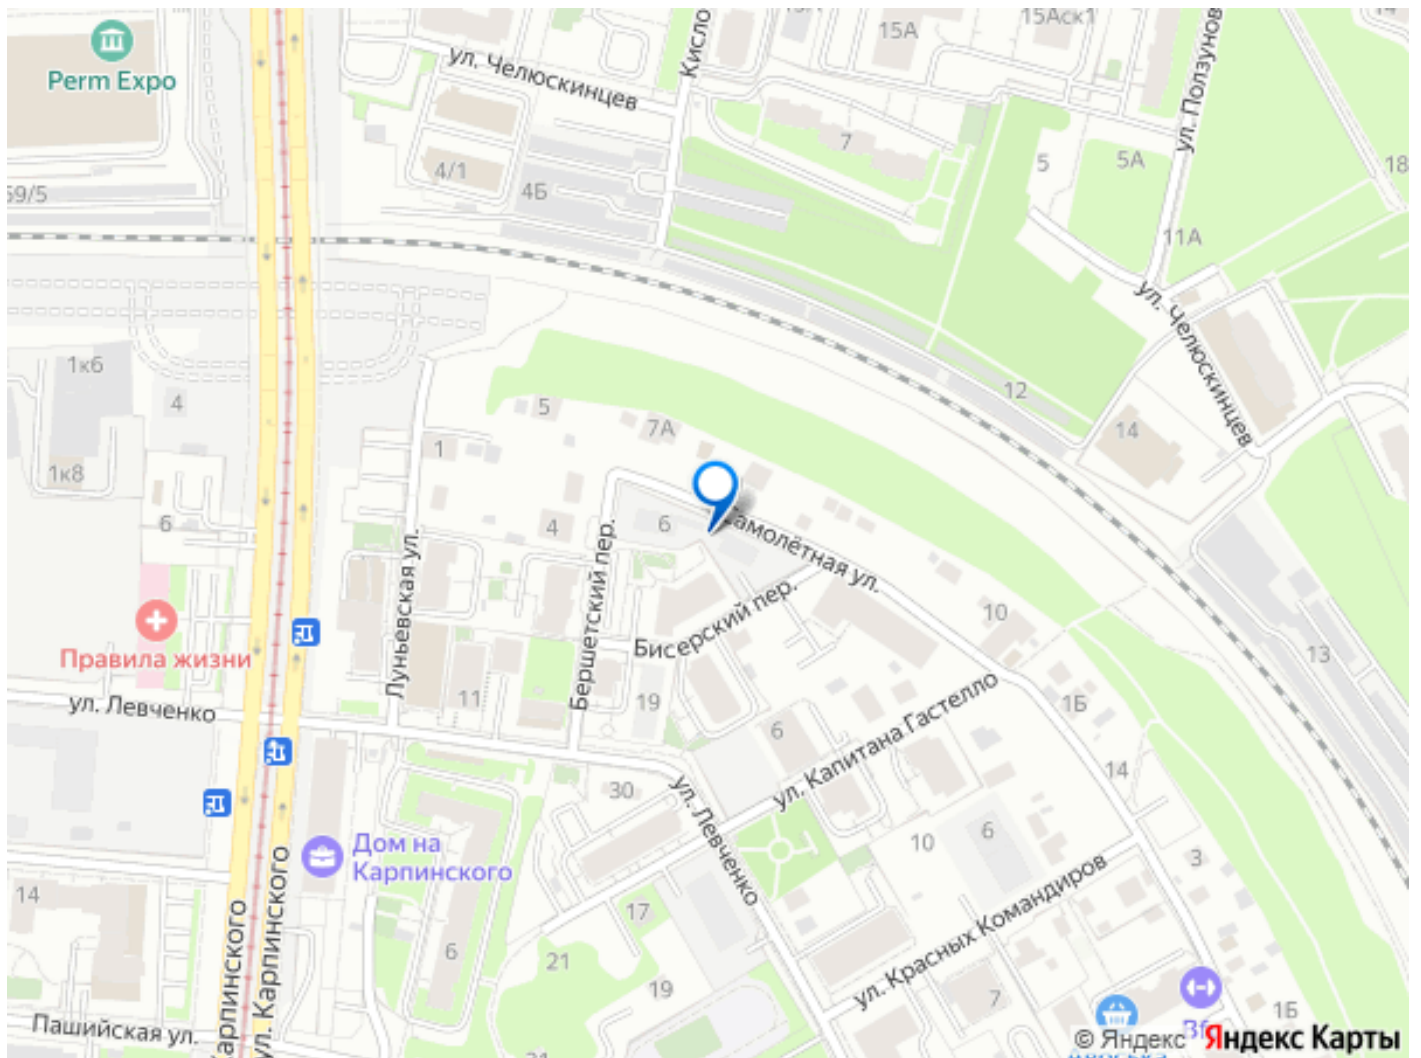 15А
15Аск1
14
Perm Expo
ул. Челюскинцев
Кисло
ул. Ползунов
59/5
4/1
4Б
7
5
5А
18
11А
ул. Челюскинцев
1к6
4
1к8
6
1
5
7А
12
14
4
6
Самолётная ул.
Луньевская ул.
Бершетский пер.
Бисерский пер.
10
13
Правила жизни
ул. Левченко
11
19
6
ул. Капитана Гастелло
1Б
14
30
ул. Левченко
Дом на
Карпинского
10
6
3
14
17
6
21
19
ул. Красных Командиров
7
Карпинского
ул. Карпинского
Пашийская ул.
21
1Б
© Яндекс Яндекс Карты